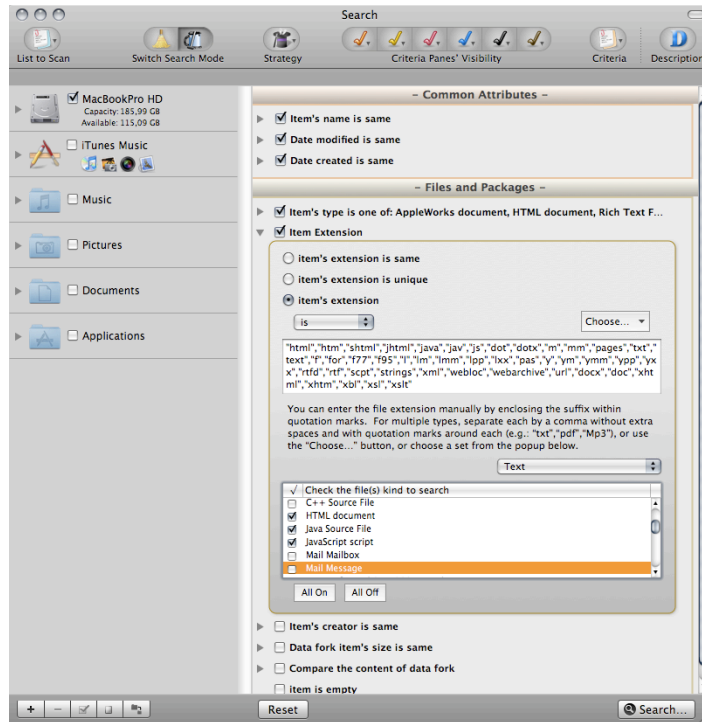 Search
List to Scan
Switch Search Mode
Strategy
Criteria Panes' Visibility
Criteria
Description
MacBookPro HD
Capacity: 185,99 GB
Available: 115,09 GB
iTunes Music
Music
Pictures
Documents
Applications
– Common Attributes –
Item's name is same
Date modified is same
Date created is same
– Files and Packages –
Item's type is one of: AppleWorks document, HTML document, Rich Text F...
Item Extension
item's extension is same
item's extension is unique
item's extension
is
Choose...
"html","htm","shtml","jhtml","java","jav","js","dot","dotx","m","mm","pages","txt","
text","f","for","f77","f95","l","lm","lmm","lpp","lxx","pas","y","ym","ymm","ypp","yx
x","rtfd","rtf","scpt","strings","xml","webloc","webarchive","url","docx","doc","xht
ml","xhtm","xbl","xsl","xslt"
You can enter the file extension manually by enclosing the suffix within
quotation marks. For multiple types, separate each by a comma without extra
spaces and with quotation marks around each (e.g.: "txt","pdf","Mp3"), or use
the "Choose..." button, or choose a set from the popup below.
Text
√ Check the file(s) kind to search
C++ Source File
HTML document
Java Source File
JavaScript script
Mail Mailbox
Mail Message
All On
All Off
Item's creator is same
Data fork item's size is same
Compare the content of data fork
item is empty
Reset
Search...